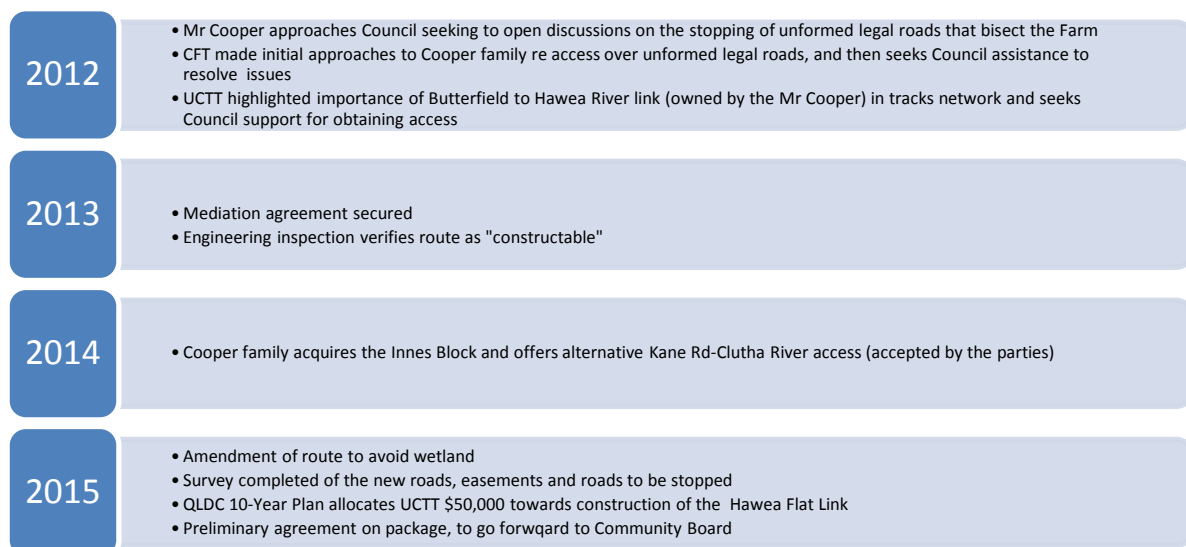 2012
• Mr Cooper approaches Council seeking to open discussions on the stopping of unformed legal roads that bisect the Farm
• CFT made initial approaches to Cooper family re access over unformed legal roads, and then seeks Council assistance to
resolve issues
• UCTT highlighted importance of Butterfield to Hawea River link (owned by the Mr Cooper) in tracks network and seeks
Council support for obtaining access
2013
• Mediation agreement secured
• Engineering inspection verifies route as "constructable"
2014
• Cooper family acquires the Innes Block and offers alternative Kane Rd-Clutha River access (accepted by the parties)
2015
• Amendment of route to avoid wetland
• Survey completed of the new roads, easements and roads to be stopped
• QLDC 10-Year Plan allocates UCTT $50,000 towards construction of the Hawea Flat Link
• Preliminary agreement on package, to go forwqard to Community Board